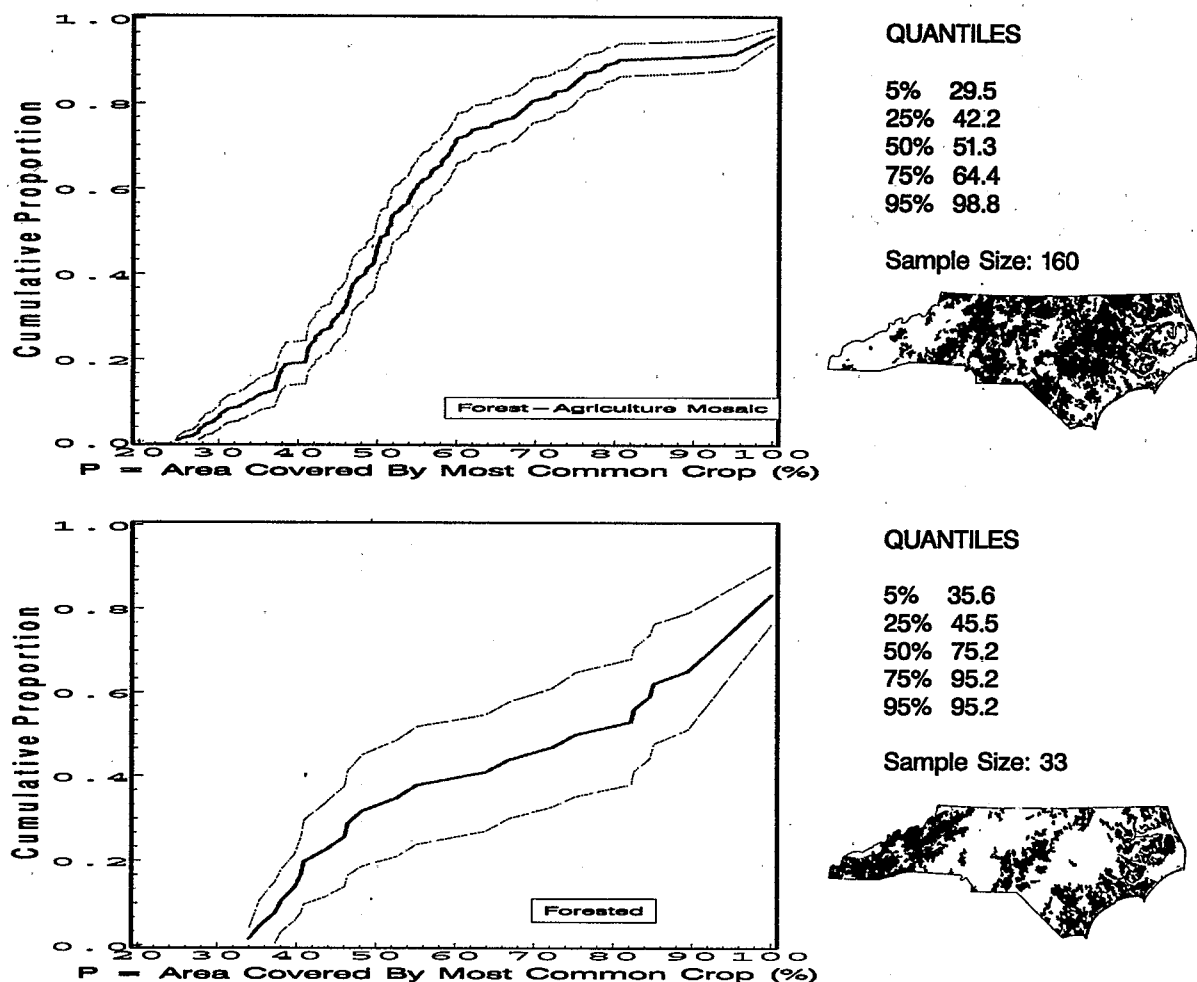 1.0
0.8
0.6
0.4
0.2
0.0
Cumulative Proportion
20 30 40 50 60 70 80 90 100
P = Area Covered By Most Common Crop (%)
Forest-Agriculture Mosaic
QUANTILES
5% 29.5
25% 42.2
50% 51.3
75% 64.4
95% 98.8
Sample Size: 160
1.0
0.8
0.6
0.4
0.2
0.0
Cumulative Proportion
20 30 40 50 60 70 80 90 100
P = Area Covered By Most Common Crop (%)
Forested
QUANTILES
5% 35.6
25% 45.5
50% 75.2
75% 95.2
95% 95.2
Sample Size: 33